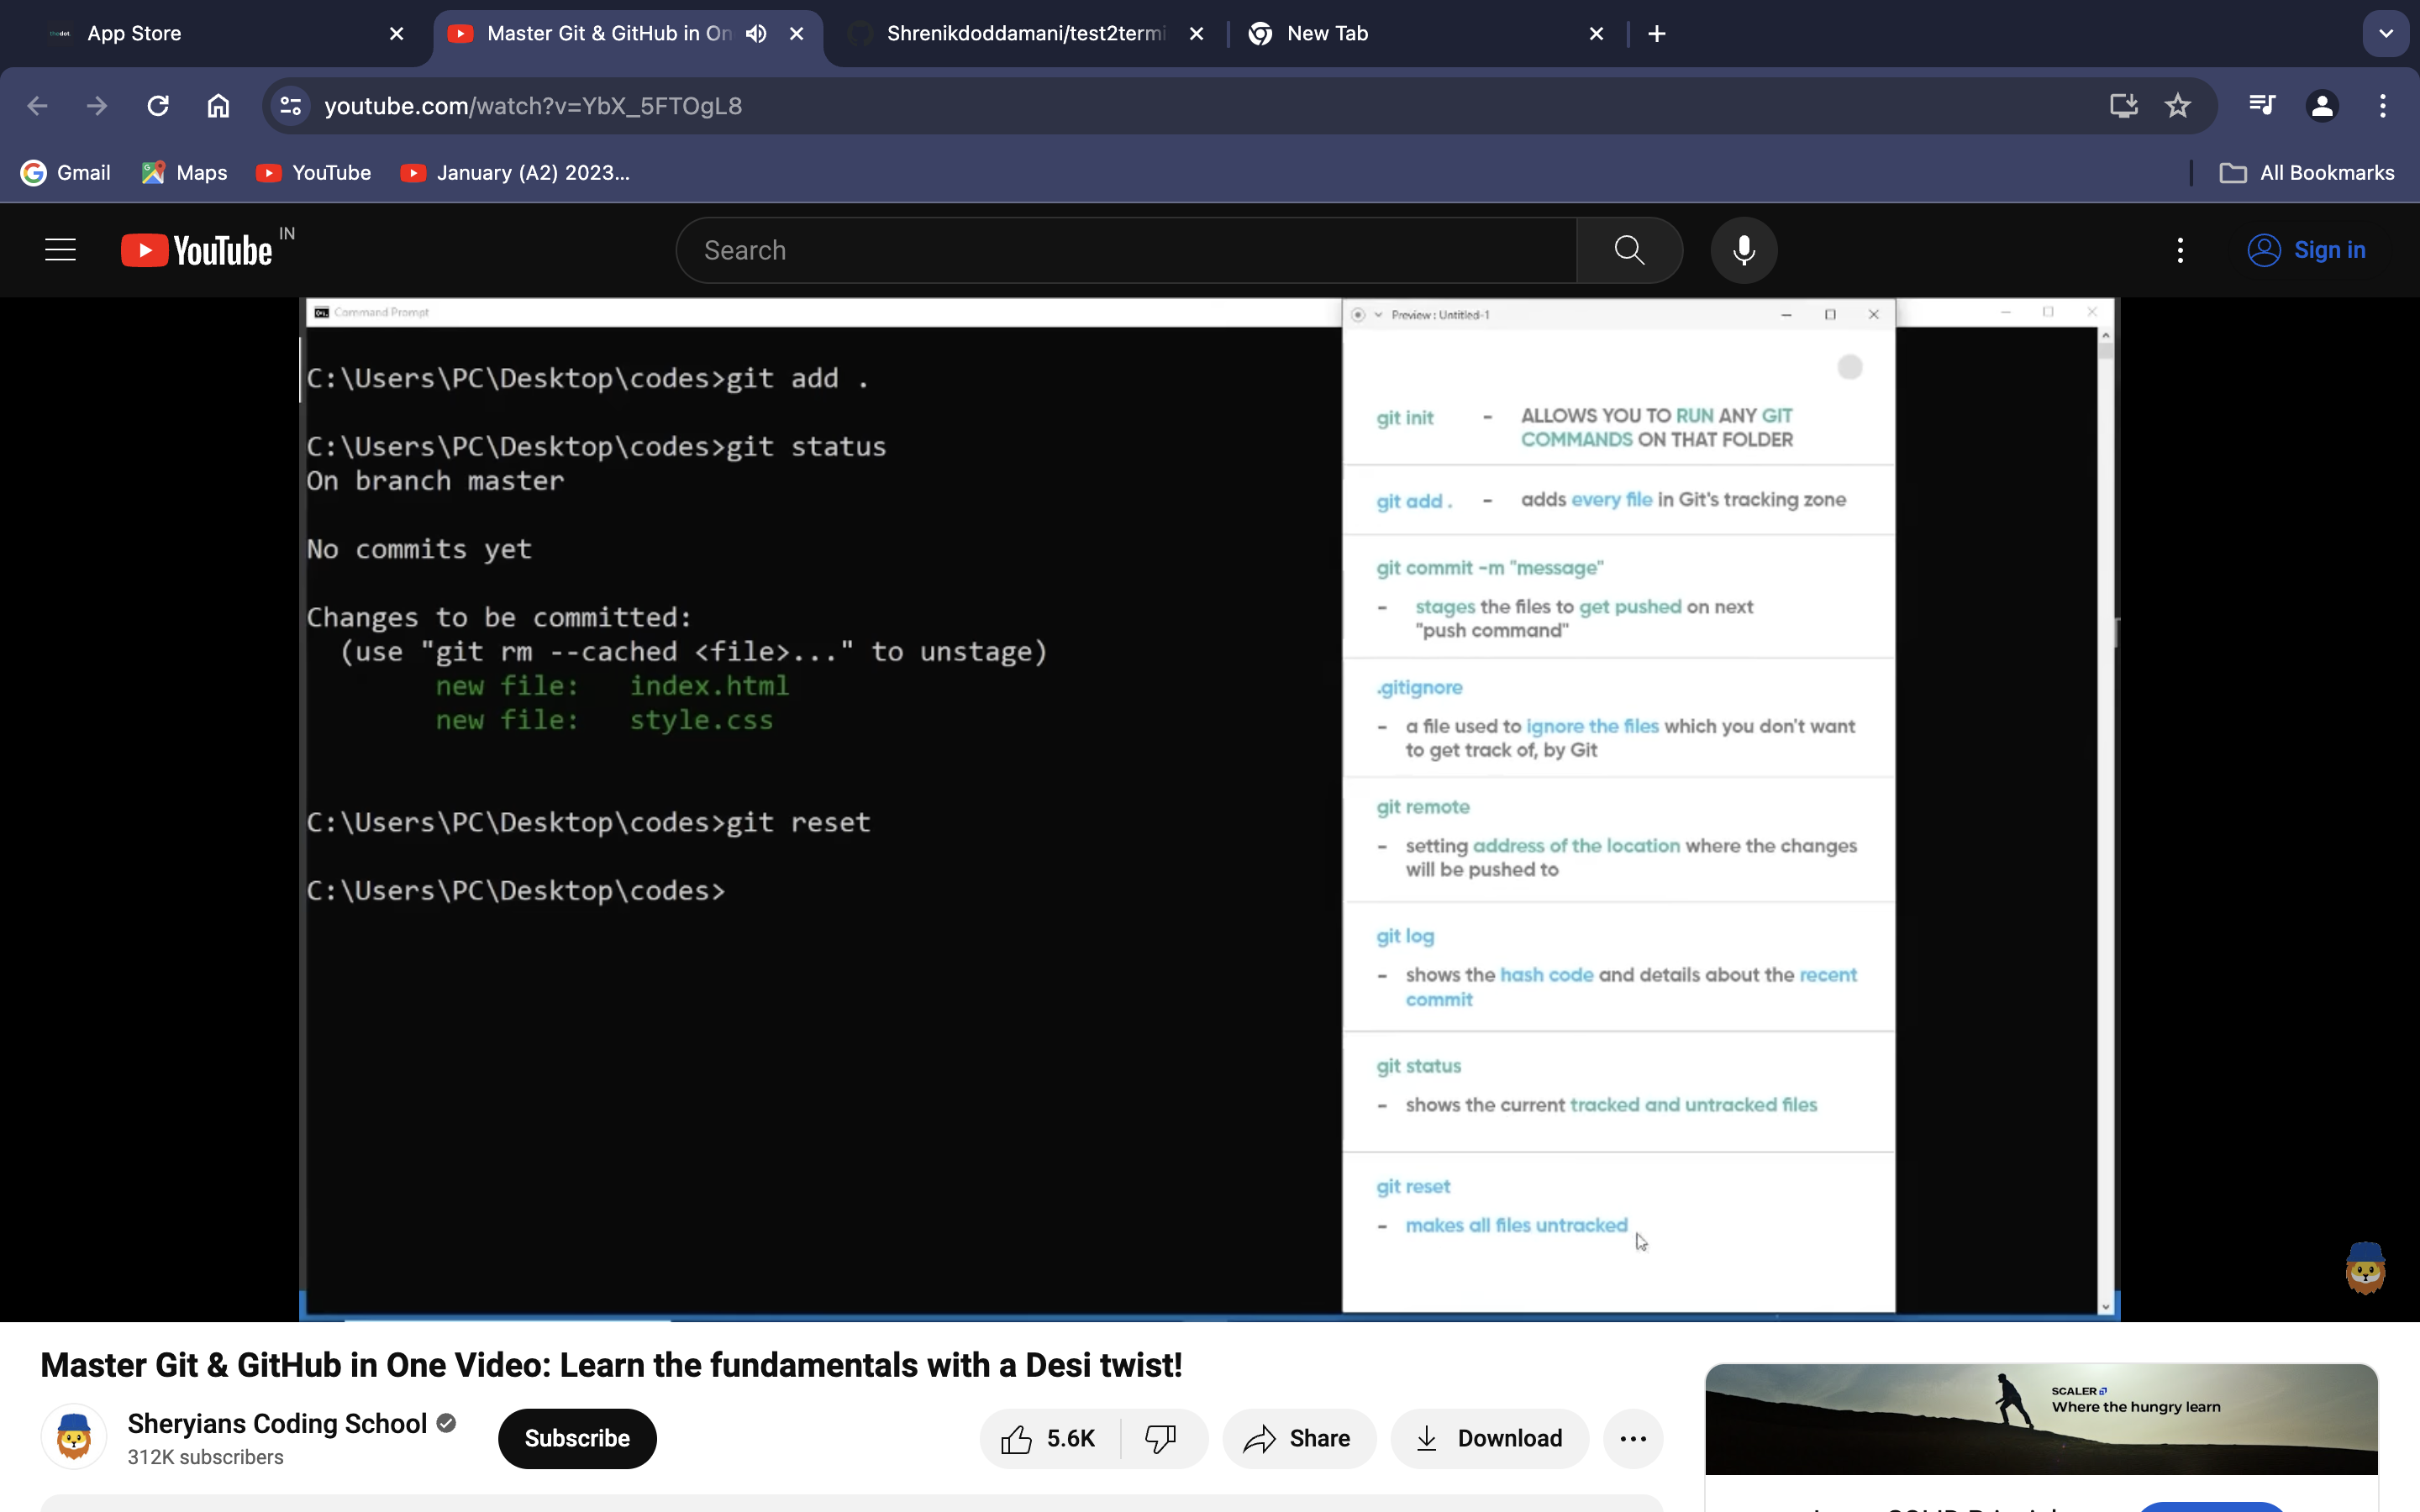 App Store
Master Git & GitHub in On
Shrenikdoddamani/test2termi
New Tab
youtube.com/watch?v=YbX_5FTOgL8
Gmail
Maps
YouTube
January (A2) 2023...
All Bookmarks
YouTube IN
Search
Sign in
Command Prompt
C:\Users\PC\Desktop\codes>git add .
C:\Users\PC\Desktop\codes>git status
On branch master
No commits yet
Changes to be committed:
(use "git rm --cached <file>..." to unstage)
new file: index.html
new file: style.css
C:\Users\PC\Desktop\codes>git reset
C:\Users\PC\Desktop\codes>
Preview : Untitled-1
git init - ALLOWS YOU TO RUN ANY GIT
COMMANDS ON THAT FOLDER
git add . - adds every file in Git's tracking zone
git commit -m "message"
- stages the files to get pushed on next
"push command"
.gitignore
- a file used to ignore the files which you don't want
to get track of, by Git
git remote
- setting address of the location where the changes
will be pushed to
git log
- shows the hash code and details about the recent
commit
git status
- shows the current tracked and untracked files
git reset
- makes all files untracked
Master Git & GitHub in One Video: Learn the fundamentals with a Desi twist!
Sheryians Coding School
312K subscribers
Subscribe
5.6K
Share
Download
SCALER
Where the hungry learn